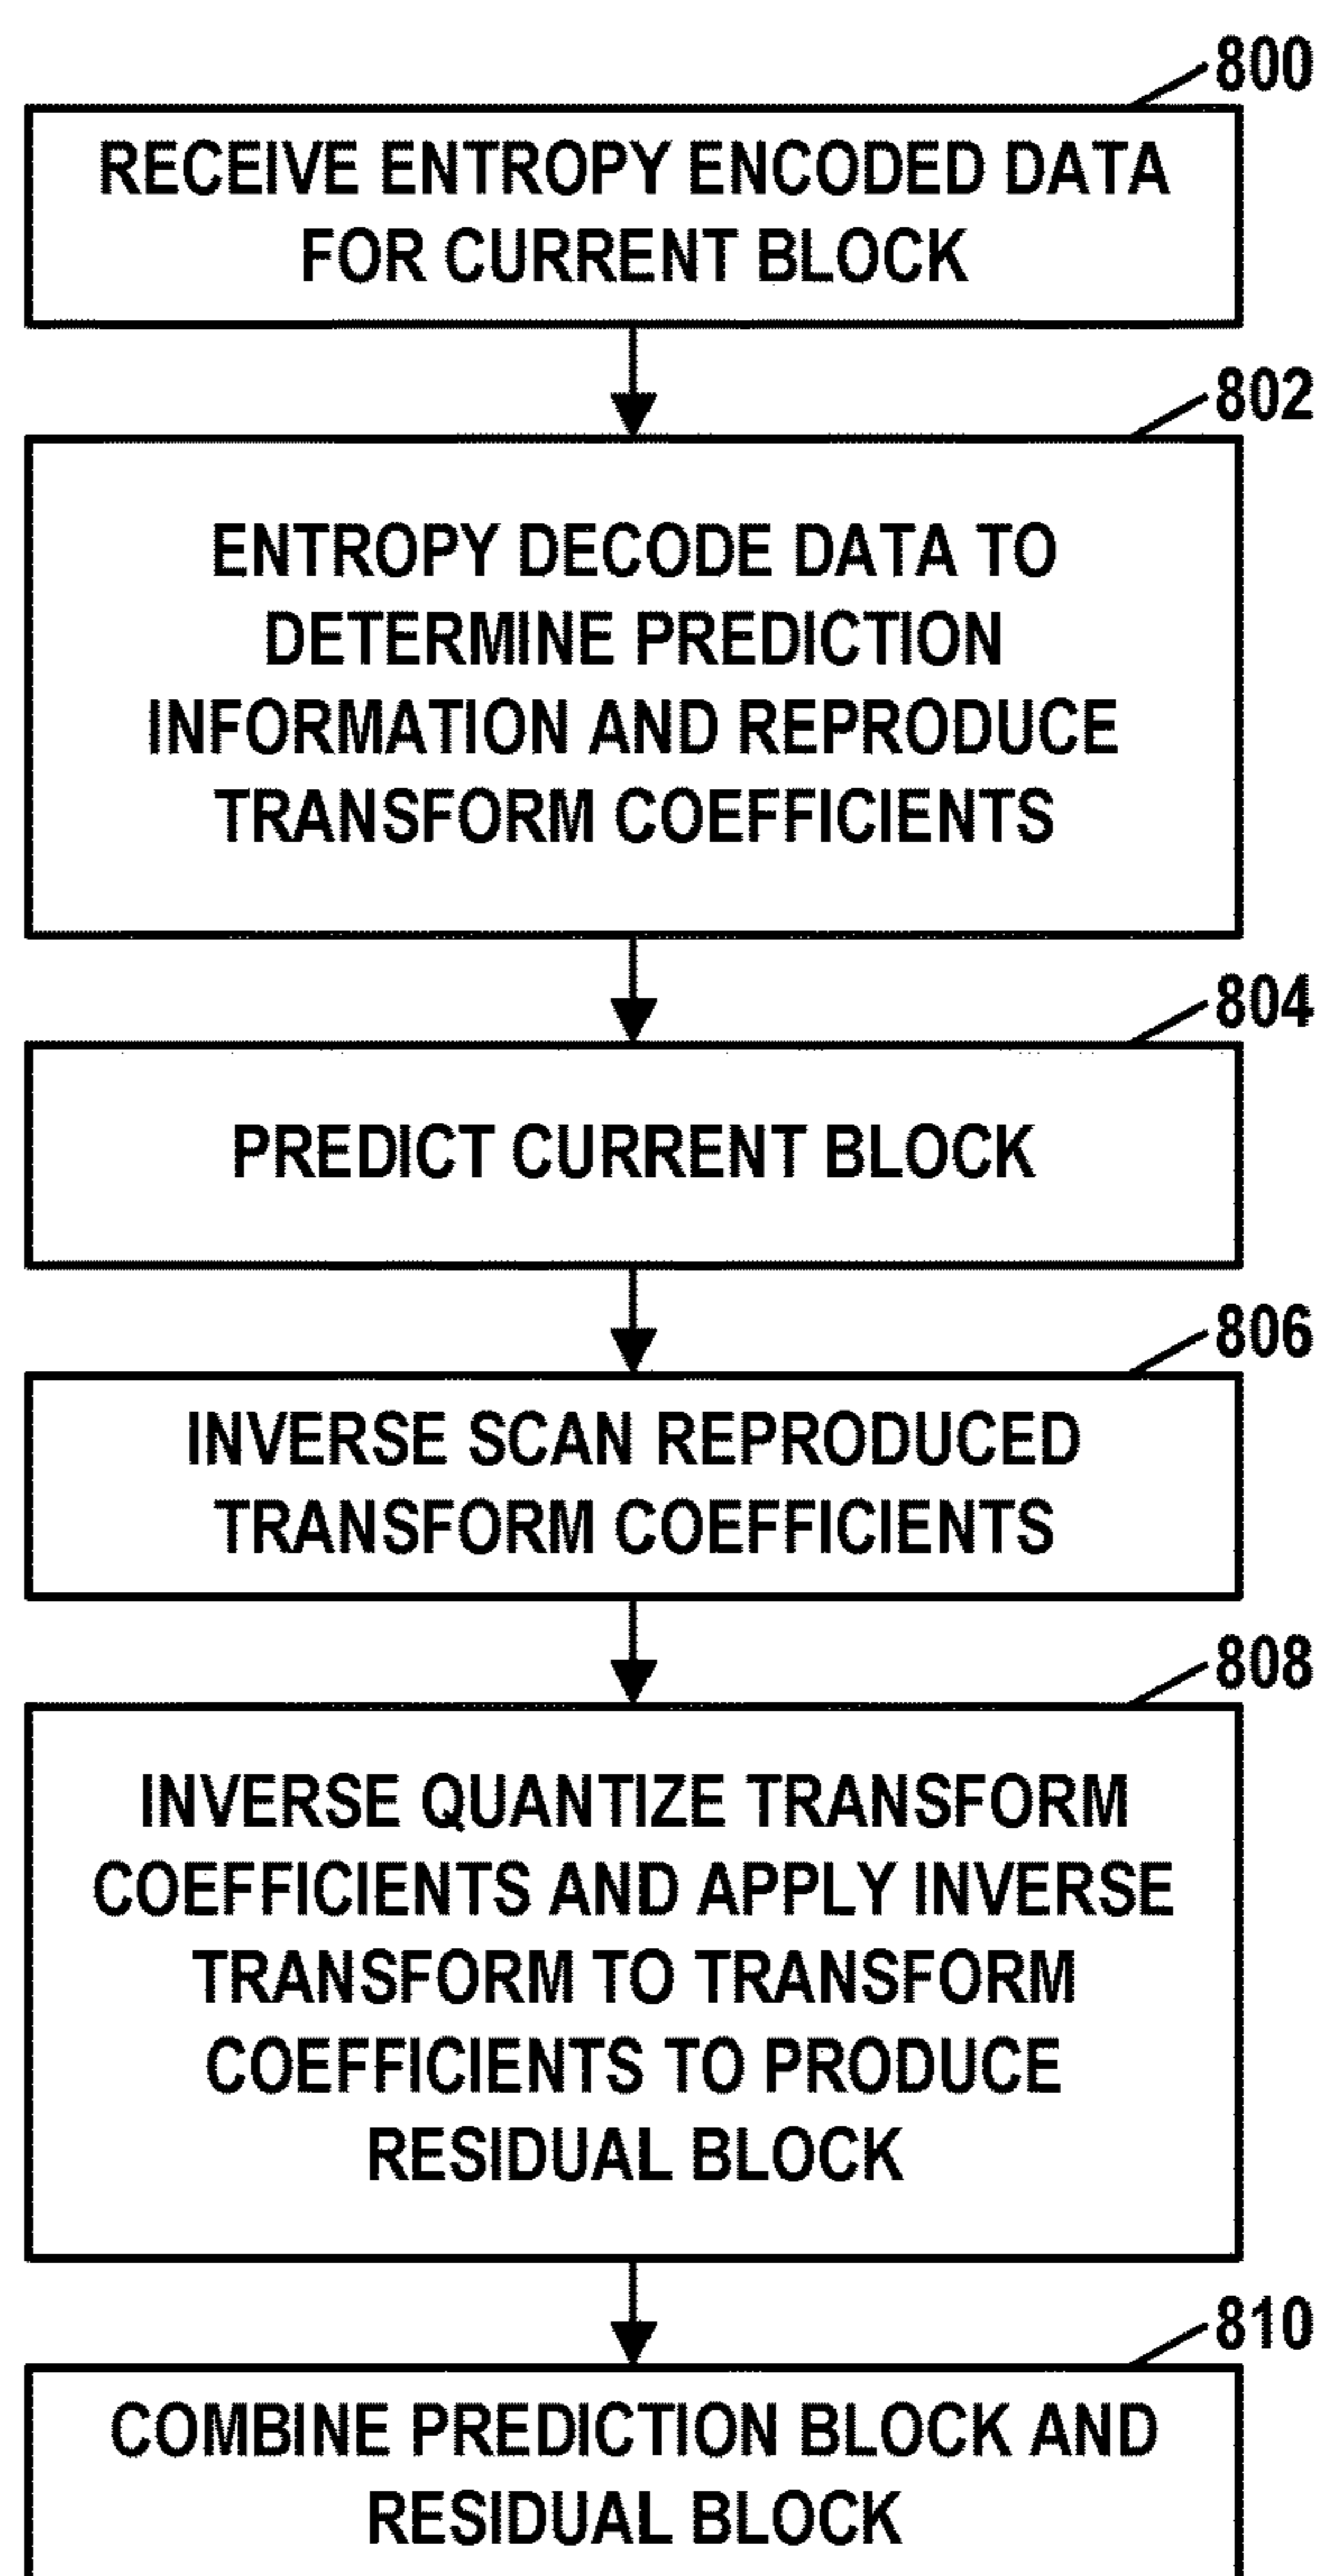 800
RECEIVE ENTROPY ENCODED DATA
FOR CURRENT BLOCK
802
ENTROPY DECODE DATA TO
DETERMINE PREDICTION
INFORMATION AND REPRODUCE
TRANSFORM COEFFICIENTS
804
PREDICT CURRENT BLOCK
806
INVERSE SCAN REPRODUCED
TRANSFORM COEFFICIENTS
808
INVERSE QUANTIZE TRANSFORM
COEFFICIENTS AND APPLY INVERSE
TRANSFORM TO TRANSFORM
COEFFICIENTS TO PRODUCE
RESIDUAL BLOCK
810
COMBINE PREDICTION BLOCK AND
RESIDUAL BLOCK